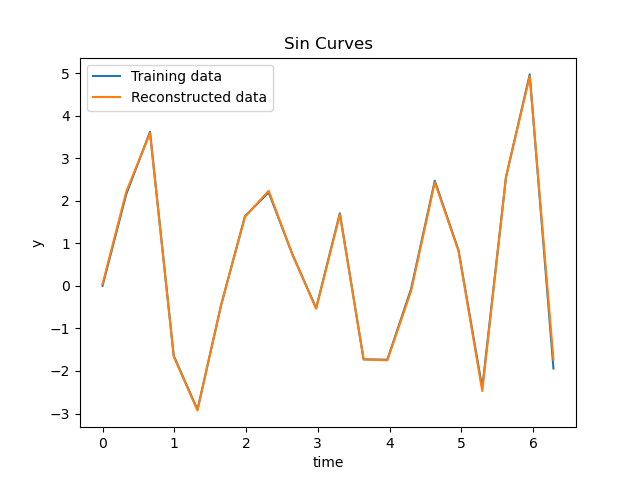 Sin Curves
Training data
Reconstructed data
5
4
3
2
1
0
−1
−2
−3
y
0 1 2 3 4 5 6
time